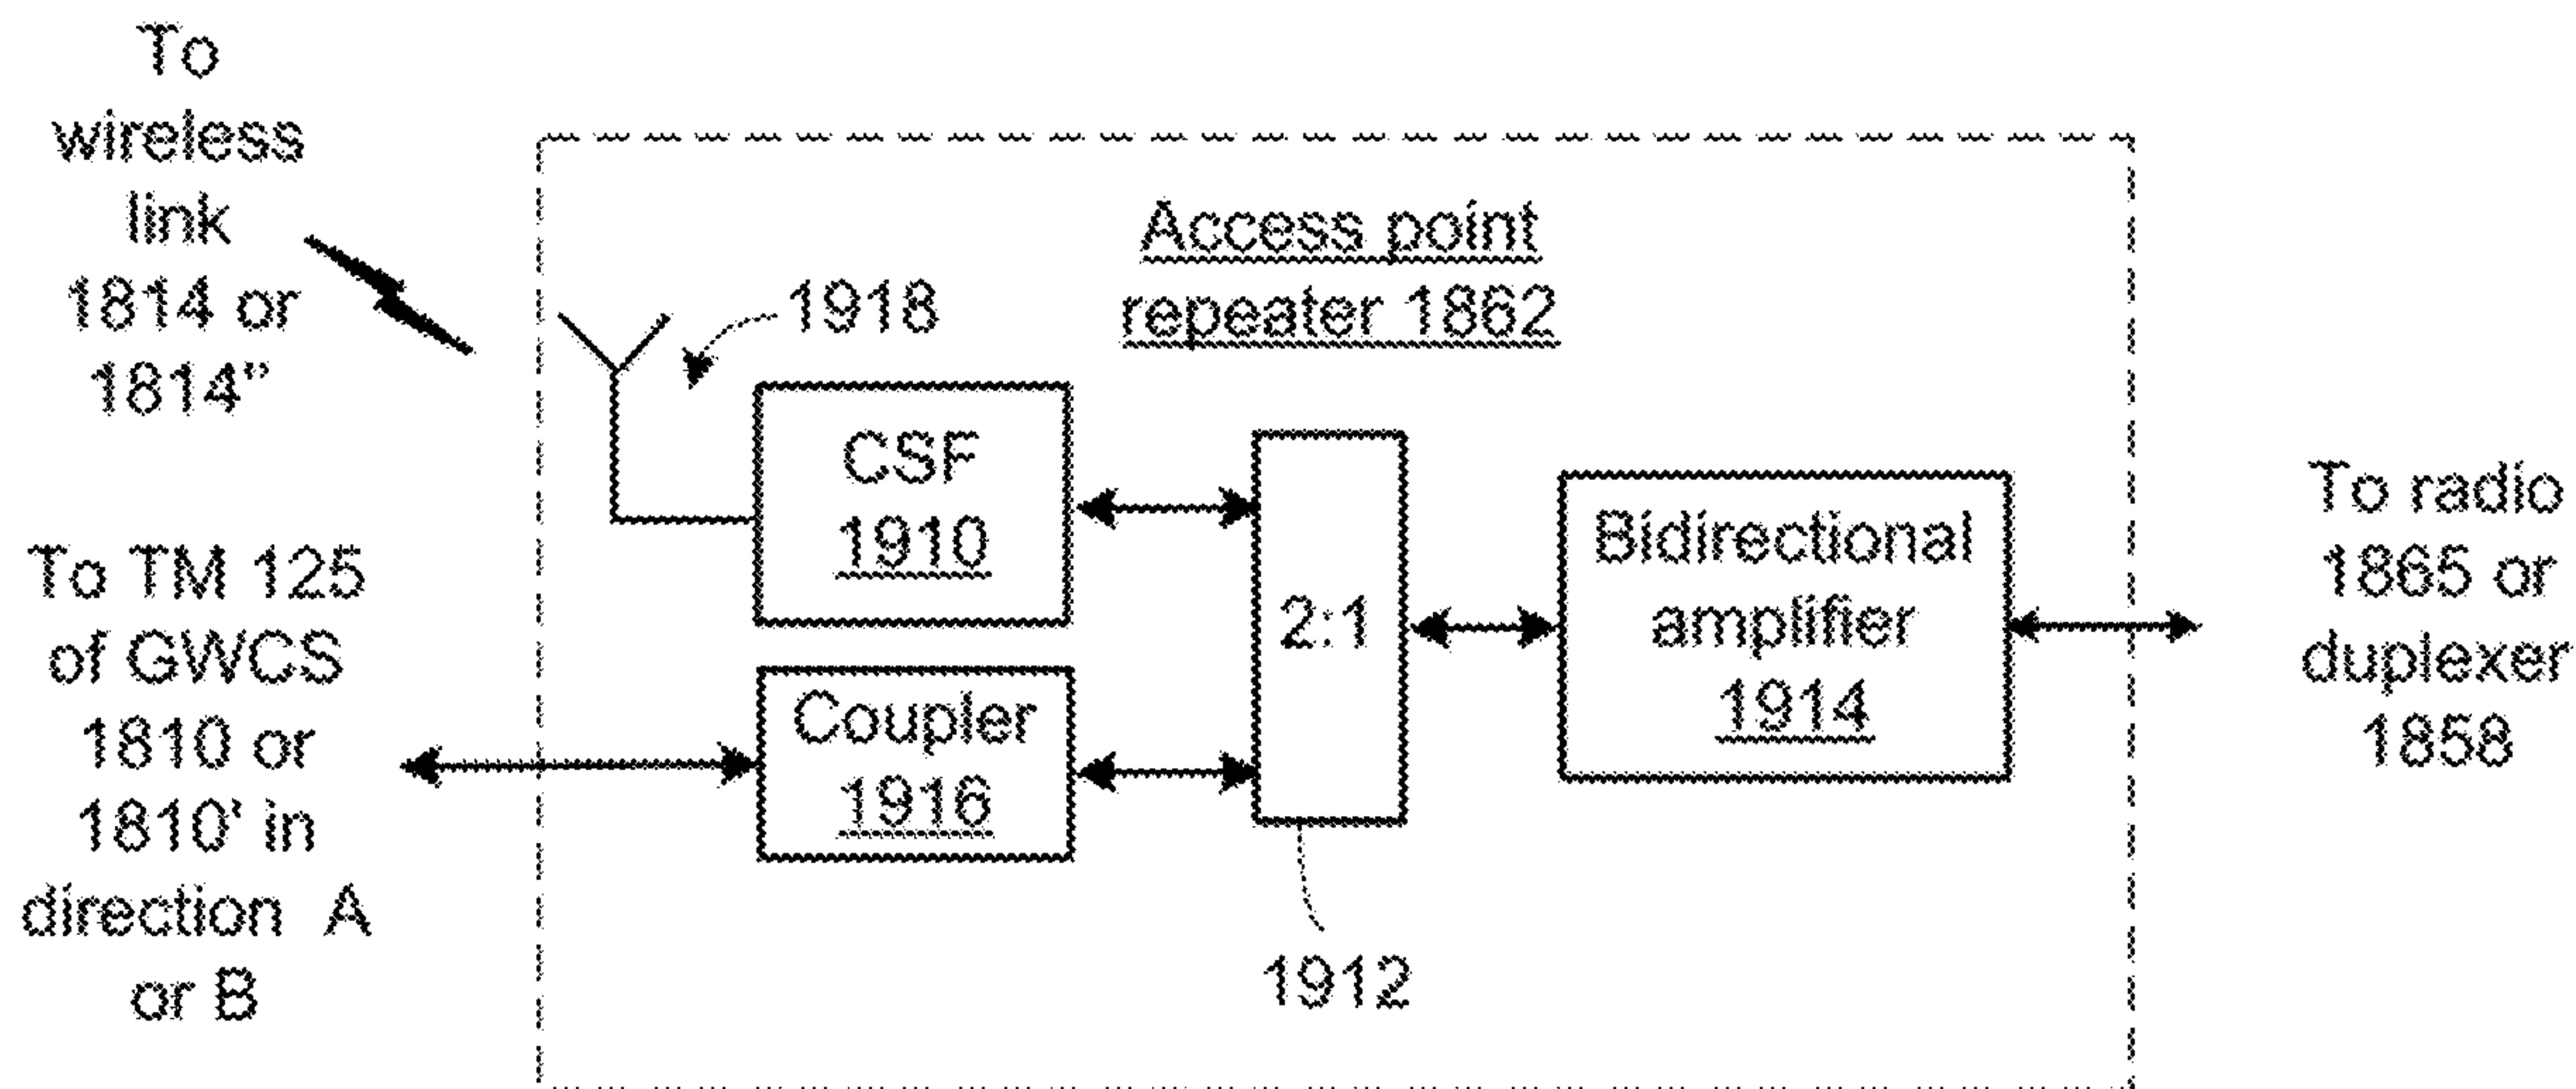 To
wireless
link
1814 or
1814"
To TM 125
of GWCS
1810 or
1810' in
direction A
or B
Access point
repeater 1862
1918
CSF
1910
Coupler
1916
2:1
1912
Bidirectional
amplifier
1914
To radio
1865 or
duplexer
1858